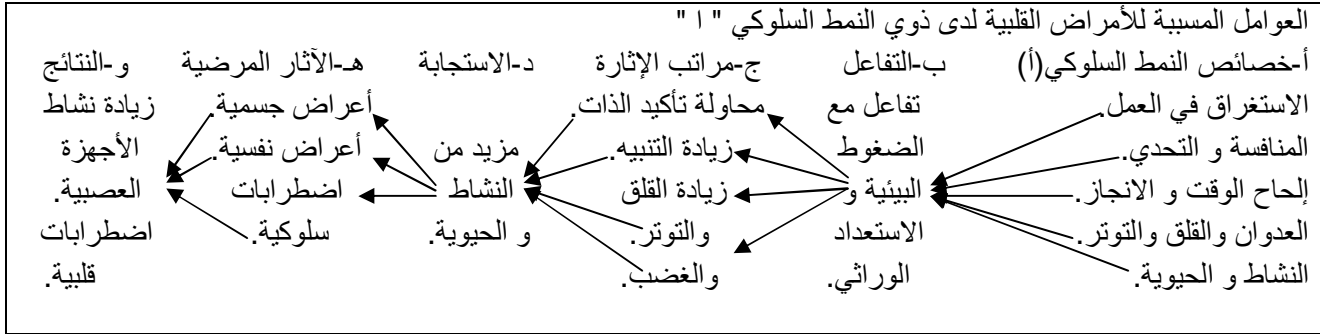 العوامل المسببة للأمراض القلبية لدى ذوي النمط السلوكي " ا "
أ-خصائص النمط السلوكي(أ) ب-التفاعل ج-مراتب الإثارة د-الاستجابة هـ-الآثار المرضية و-النتائج
الاستغراق في العمل. تفاعل مع محاولة تأكيد الذات. أعراض جسمية. زيادة نشاط
المنافسة و التحدي. الضغوط زيادة التنبيه. مزيد من أعراض نفسية. الأجهزة
إلحاح الوقت و الانجاز. البيئية و زيادة القلق النشاط اضطرابات العصبية.
العدوان والقلق والتوتر. الاستعداد والتوتر. و الحيوية. سلوكية. اضطرابات
النشاط و الحيوية. الوراثي. والغضب. قلبية.